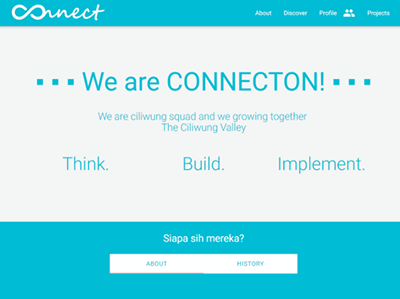 Connect
About Discover Profile Projects
We are CONNECTON!
We are ciliwung squad and we growing together
The Ciliwung Valley
Think. Build. Implement.
Siapa sih mereka?
ABOUT HISTORY